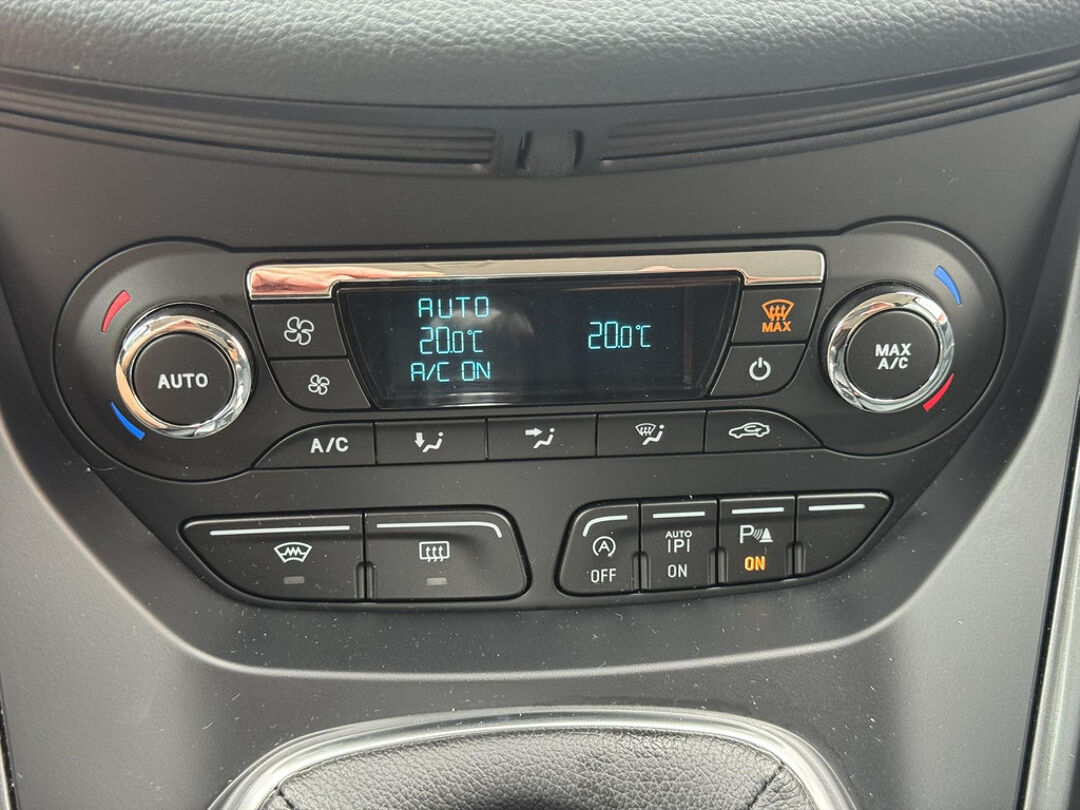 AUTO
20.0°C
A/C ON
20.0°C
MAX
AUTO
MAX
A/C
A/C
A
OFF
AUTO
P
ON
P
ON